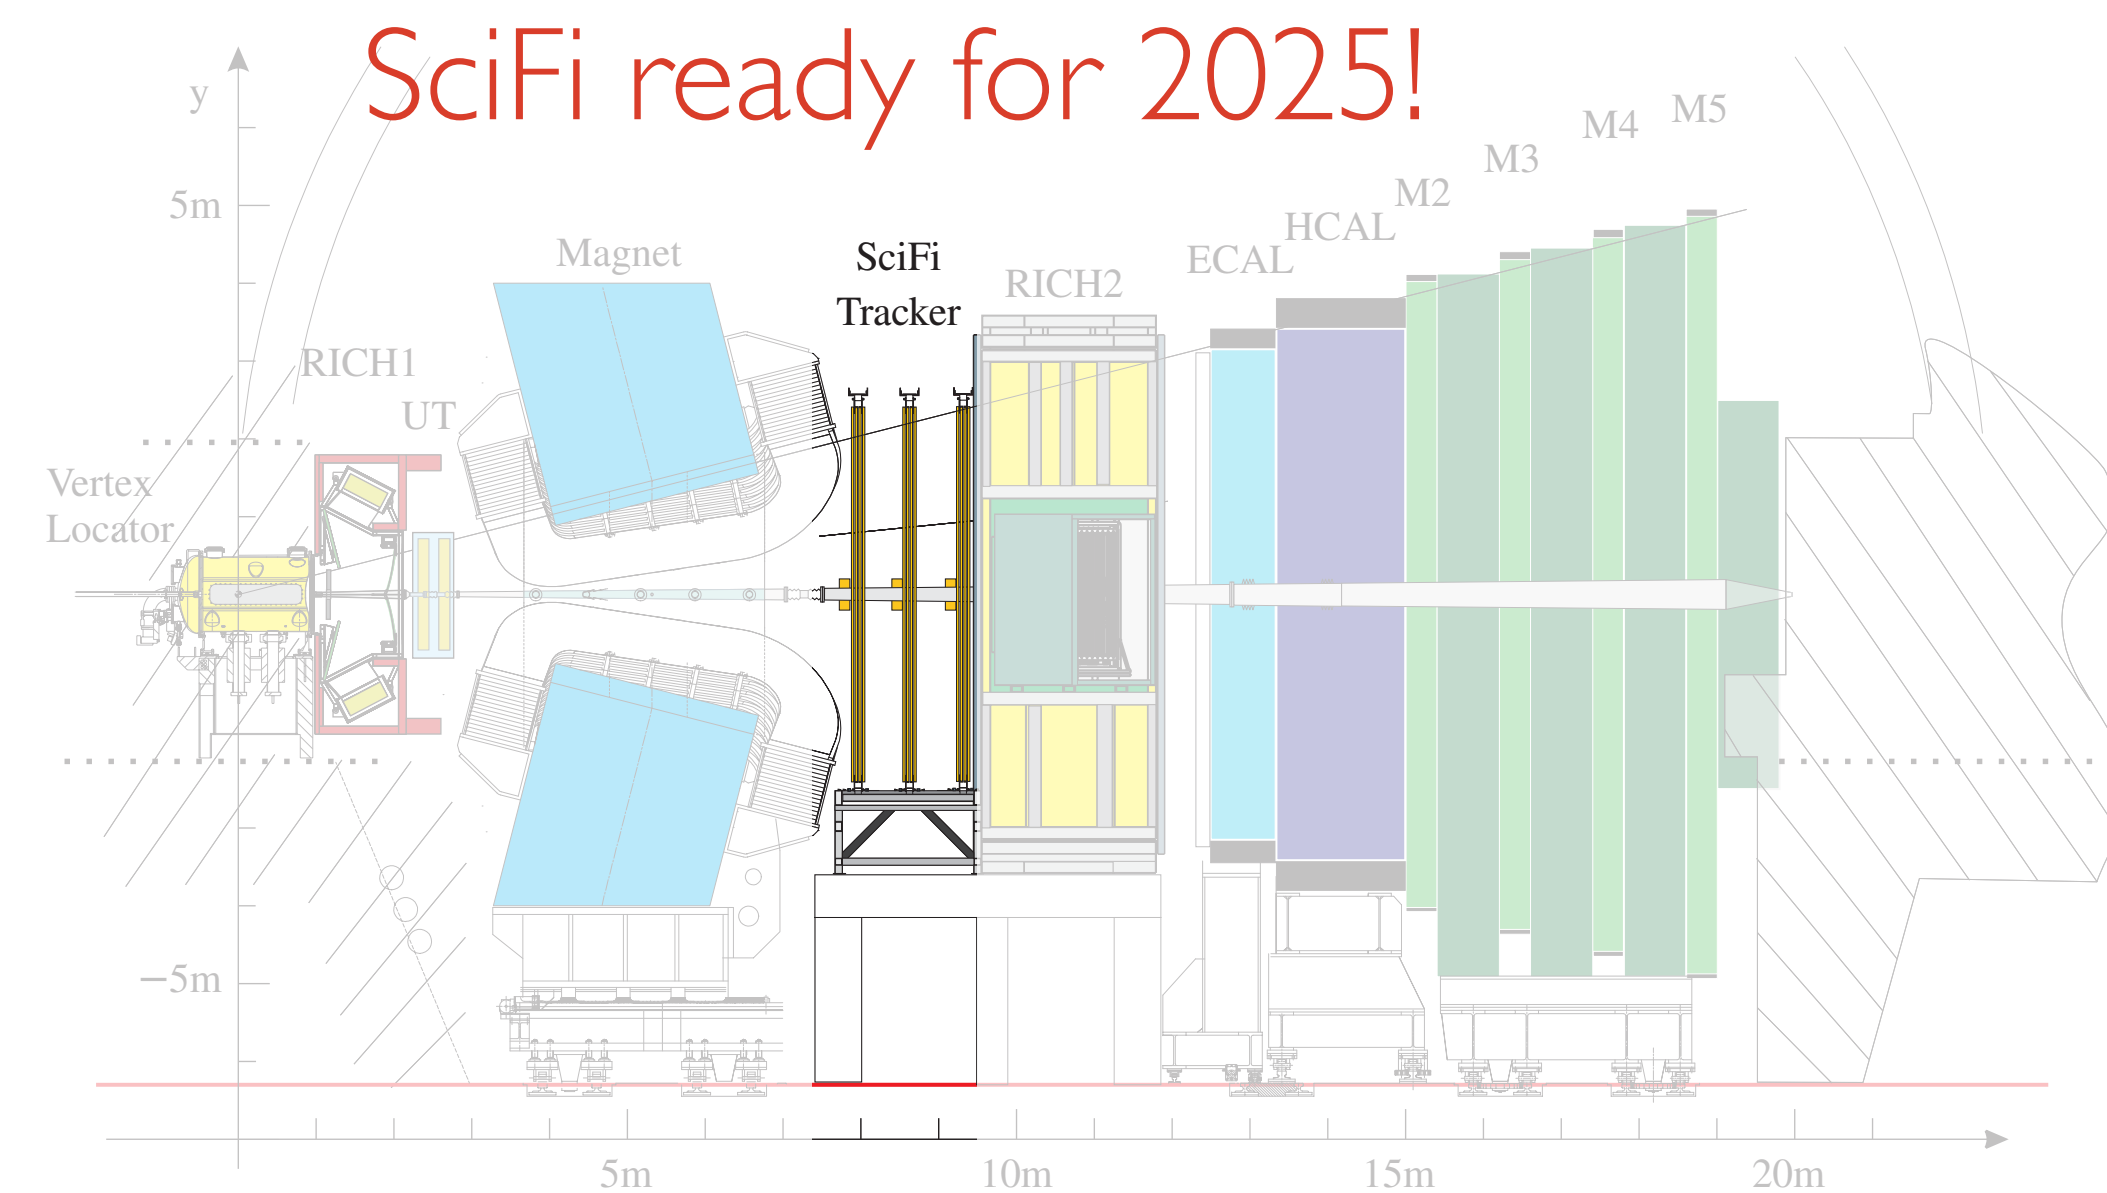 SciFi ready for 2025!
y
5m
Magnet
SciFi
Tracker
RICH2
ECAL
HCAL
M2
M3
M4
M5
RICH1
UT
Vertex
Locator
−5m
5m
10m
15m
20m